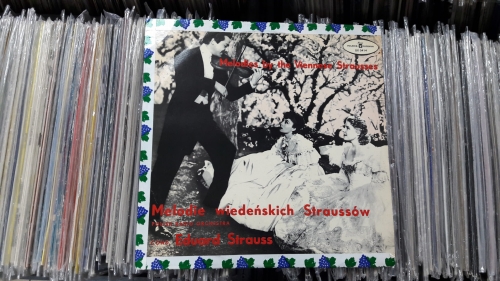 Melodies by the Viennese Strausses
Melodie wiedeńskich Straussów
Eduard Strauss